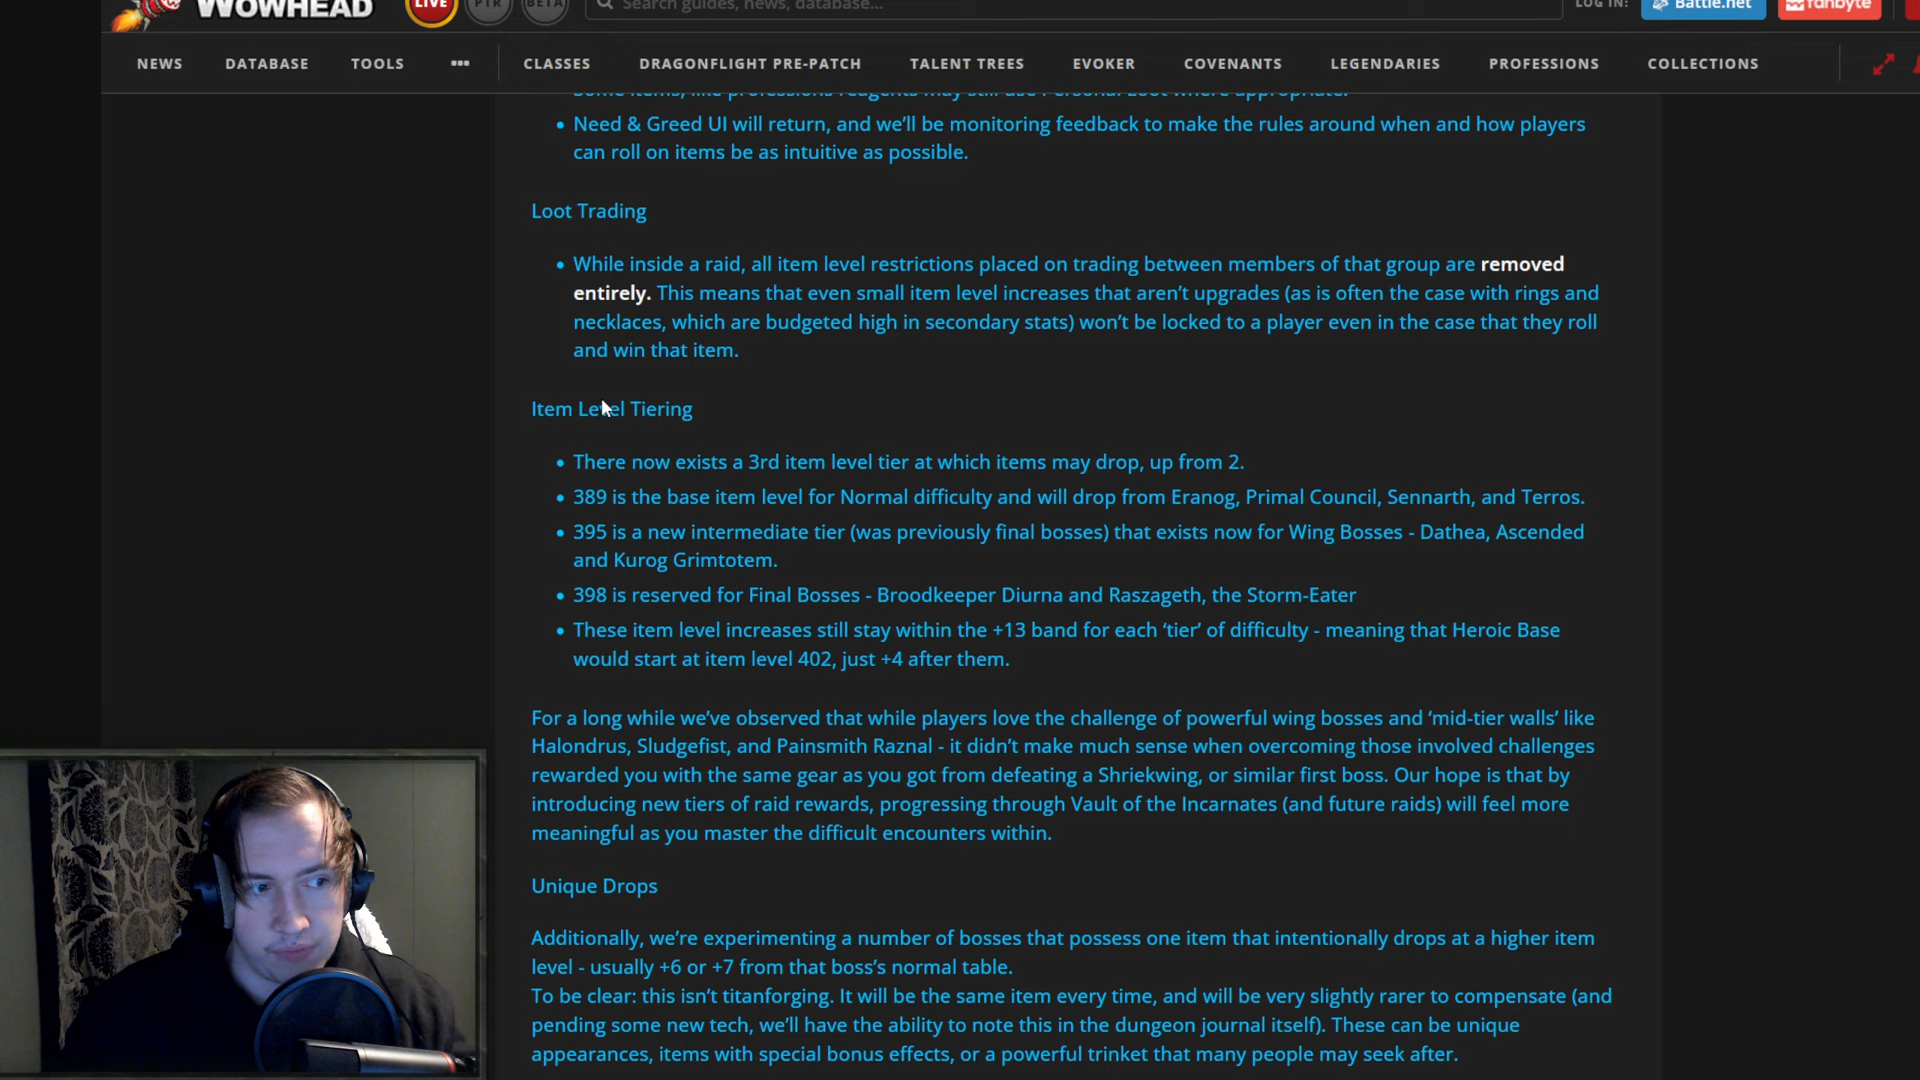 WOWHEAD
LIVE PTR BETA Search guides, news, database... LOG IN: Battle.net fanbyte
NEWS DATABASE TOOLS ••• CLASSES DRAGONFLIGHT PRE-PATCH TALENT TREES EVOKER COVENANTS LEGENDARIES PROFESSIONS COLLECTIONS
Some items, like professions reagents may still use Personal Loot where appropriate.
• Need & Greed UI will return, and we’ll be monitoring feedback to make the rules around when and how players
can roll on items be as intuitive as possible.
Loot Trading
• While inside a raid, all item level restrictions placed on trading between members of that group are removed
entirely. This means that even small item level increases that aren’t upgrades (as is often the case with rings and
necklaces, which are budgeted high in secondary stats) won’t be locked to a player even in the case that they roll
and win that item.
Item Level Tiering
• There now exists a 3rd item level tier at which items may drop, up from 2.
• 389 is the base item level for Normal difficulty and will drop from Eranog, Primal Council, Sennarth, and Terros.
• 395 is a new intermediate tier (was previously final bosses) that exists now for Wing Bosses - Dathea, Ascended
and Kurog Grimtotem.
• 398 is reserved for Final Bosses - Broodkeeper Diurna and Raszageth, the Storm-Eater
• These item level increases still stay within the +13 band for each ‘tier’ of difficulty - meaning that Heroic Base
would start at item level 402, just +4 after them.
For a long while we’ve observed that while players love the challenge of powerful wing bosses and ‘mid-tier walls’ like
Halondrus, Sludgefist, and Painsmith Raznal - it didn’t make much sense when overcoming those involved challenges
rewarded you with the same gear as you got from defeating a Shriekwing, or similar first boss. Our hope is that by
introducing new tiers of raid rewards, progressing through Vault of the Incarnates (and future raids) will feel more
meaningful as you master the difficult encounters within.
Unique Drops
Additionally, we’re experimenting a number of bosses that possess one item that intentionally drops at a higher item
level - usually +6 or +7 from that boss’s normal table.
To be clear: this isn’t titanforging. It will be the same item every time, and will be very slightly rarer to compensate (and
pending some new tech, we’ll have the ability to note this in the dungeon journal itself). These can be unique
appearances, items with special bonus effects, or a powerful trinket that many people may seek after.